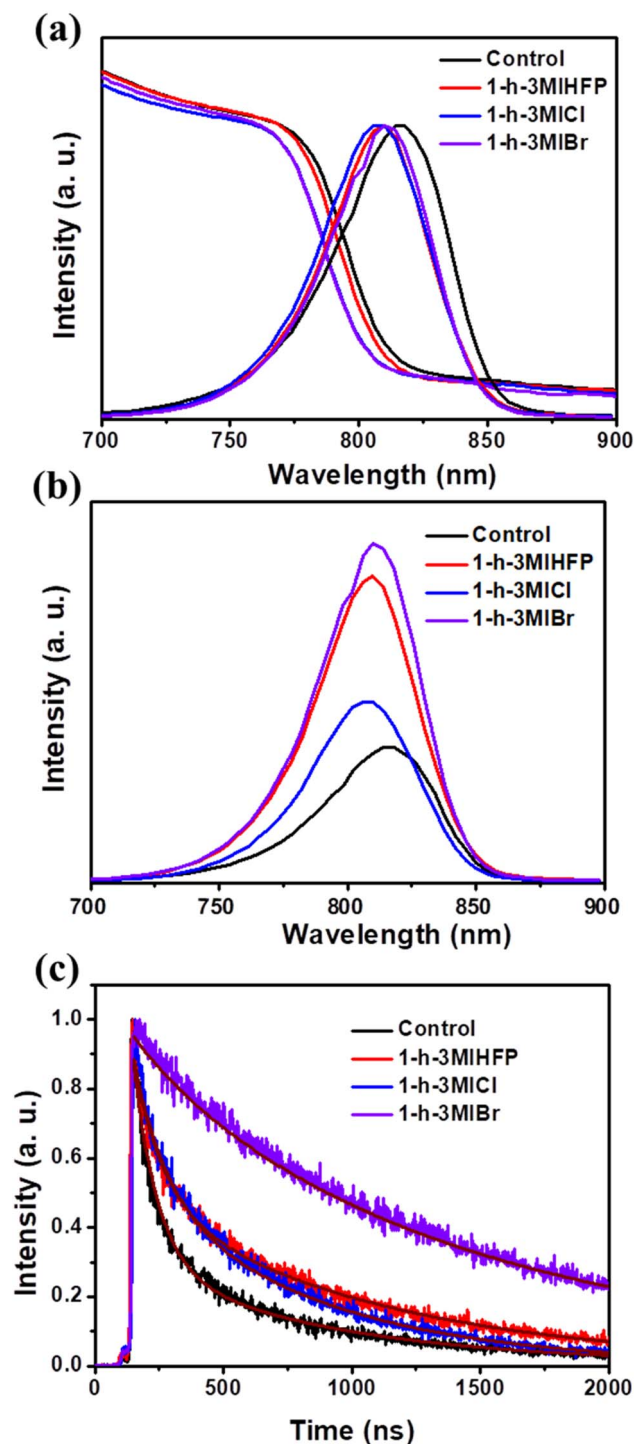 (a)
Control
1-h-3MIHFP
1-h-3MICl
1-h-3MIBr
Intensity (a. u.)
700 750 800 850 900
Wavelength (nm)
(b)
Control
1-h-3MIHFP
1-h-3MICl
1-h-3MIBr
Intensity (a. u.)
700 750 800 850 900
Wavelength (nm)
(c)
Control
1-h-3MIHFP
1-h-3MICl
1-h-3MIBr
Intensity (a. u.)
1.0
0.8
0.6
0.4
0.2
0.0
0 500 1000 1500 2000
Time (ns)